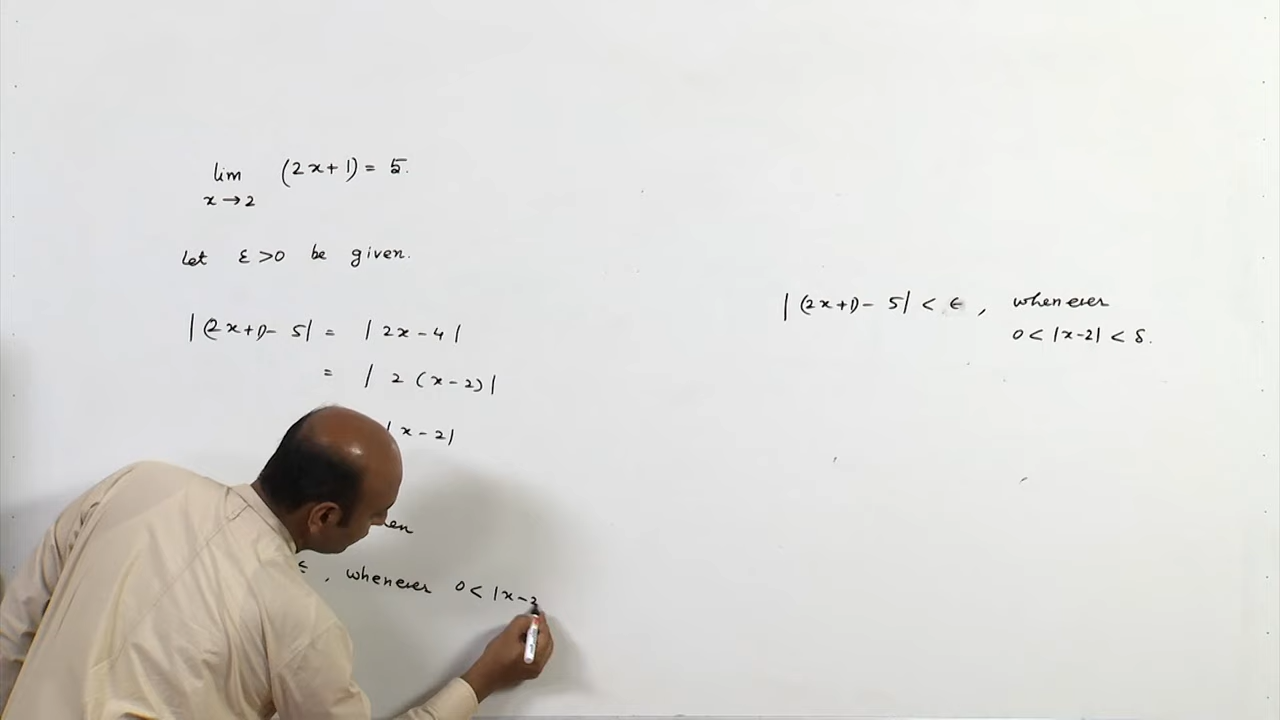 lim (2x+1) = 5.
x→2
Let ε>0 be given.
|(2x+1)- 5| = | 2x-4|
= | 2 (x-2)|
|x-2|
, whenever 0<|x-2
|(2x+1)- 5| < ϵ, whenever
0<|x-2| < δ.